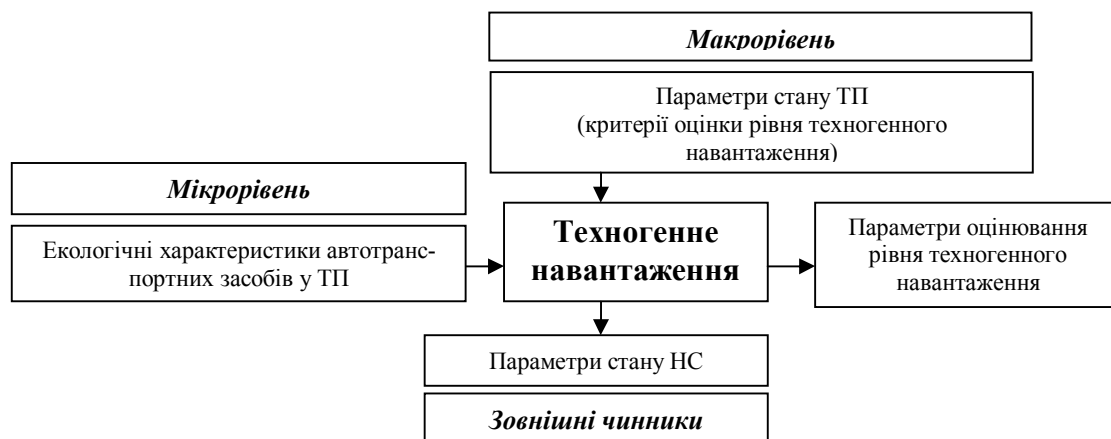 Макрорівень
Параметри стану ТП
(критерії оцінки рівня техногенного
навантаження)
Мікрорівень
Екологічні характеристики автотранс-
портних засобів у ТП
Техногенне
навантаження
Параметри оцінювання
рівня техногенного
навантаження
Параметри стану НС
Зовнішні чинники